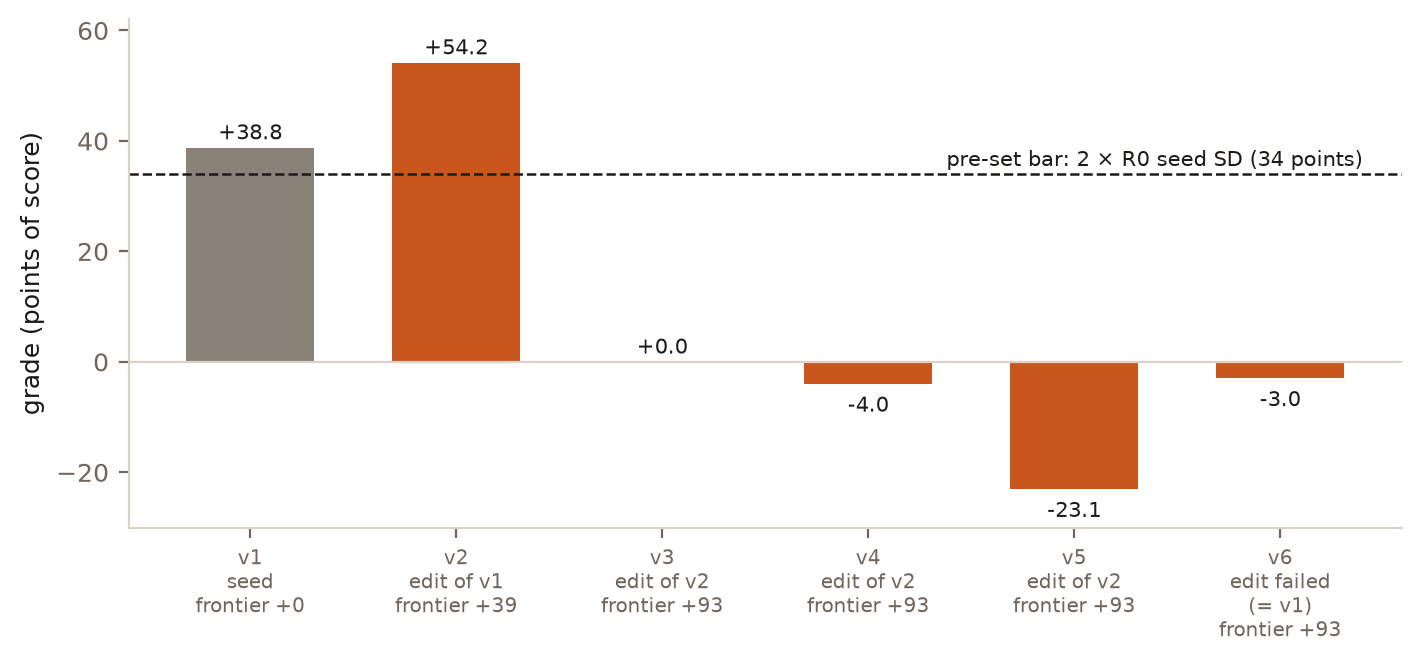 grade (points of score)
60
40
20
0
−20
+38.8
+54.2
+0.0
-4.0
-23.1
-3.0
pre-set bar: 2 × R0 seed SD (34 points)
v1
seed
frontier +0
v2
edit of v1
frontier +39
v3
edit of v2
frontier +93
v4
edit of v2
frontier +93
v5
edit of v2
frontier +93
v6
edit failed
(= v1)
frontier +93